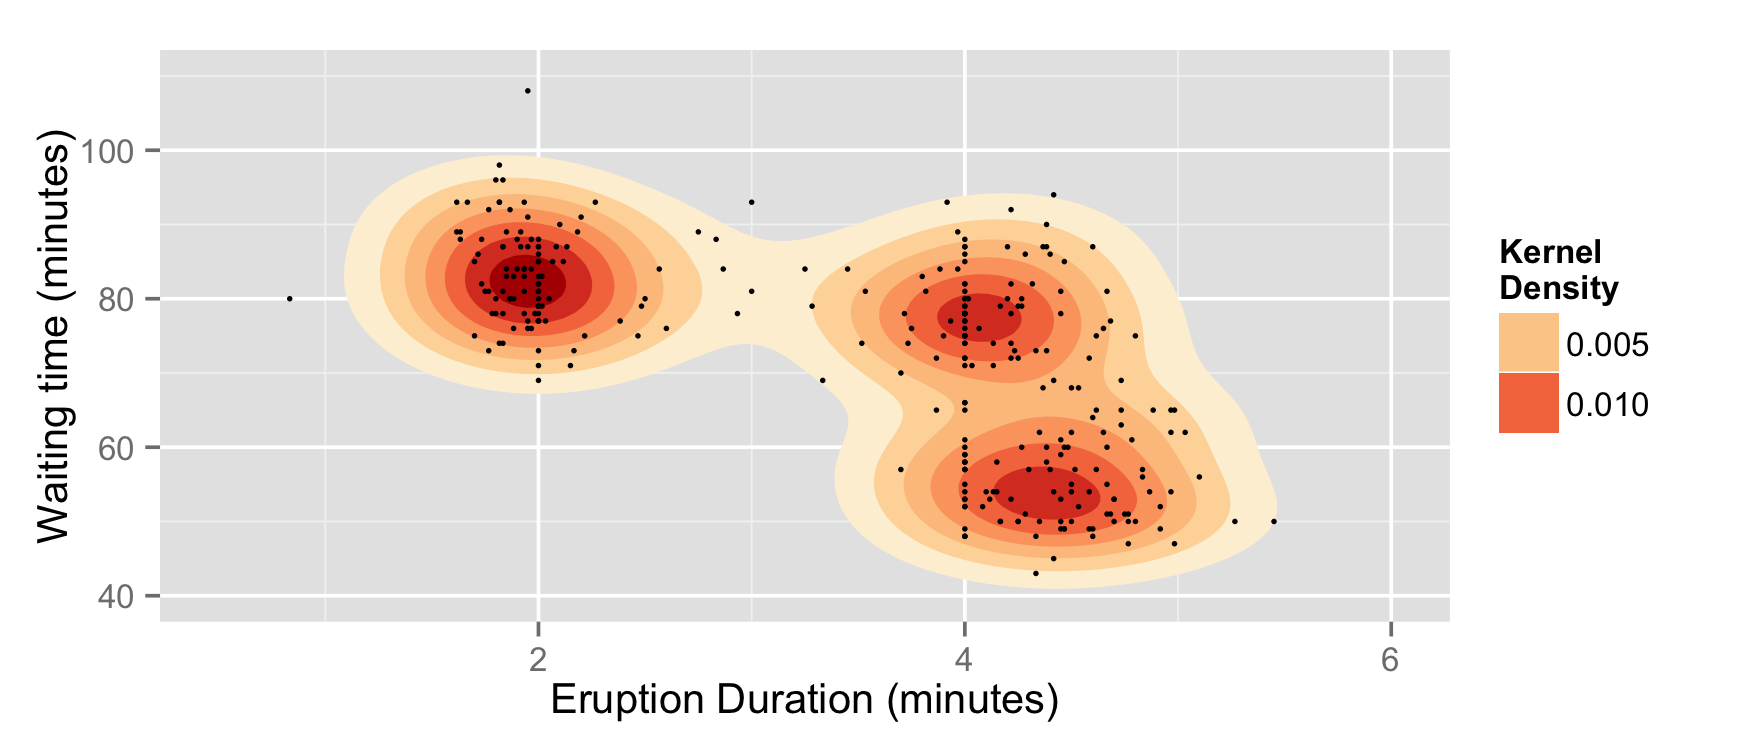 Waiting time (minutes)
100
80
60
40
2
4
6
Eruption Duration (minutes)
Kernel
Density
0.005
0.010